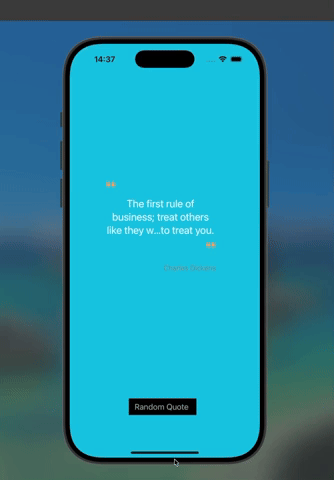 14:37
❝
The first rule of
business; treat others
like they w...to treat you.
❞
Charles Dickens
Random Quote